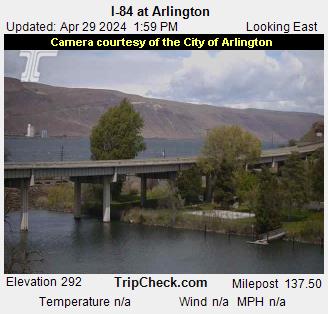 I-84 at Arlington
Updated: Apr 29 2024 1:59 PM Looking East
Camera courtesy of the City of Arlington
Elevation 292 TripCheck.com Milepost 137.50
Temperature n/a Wind n/a MPH n/a